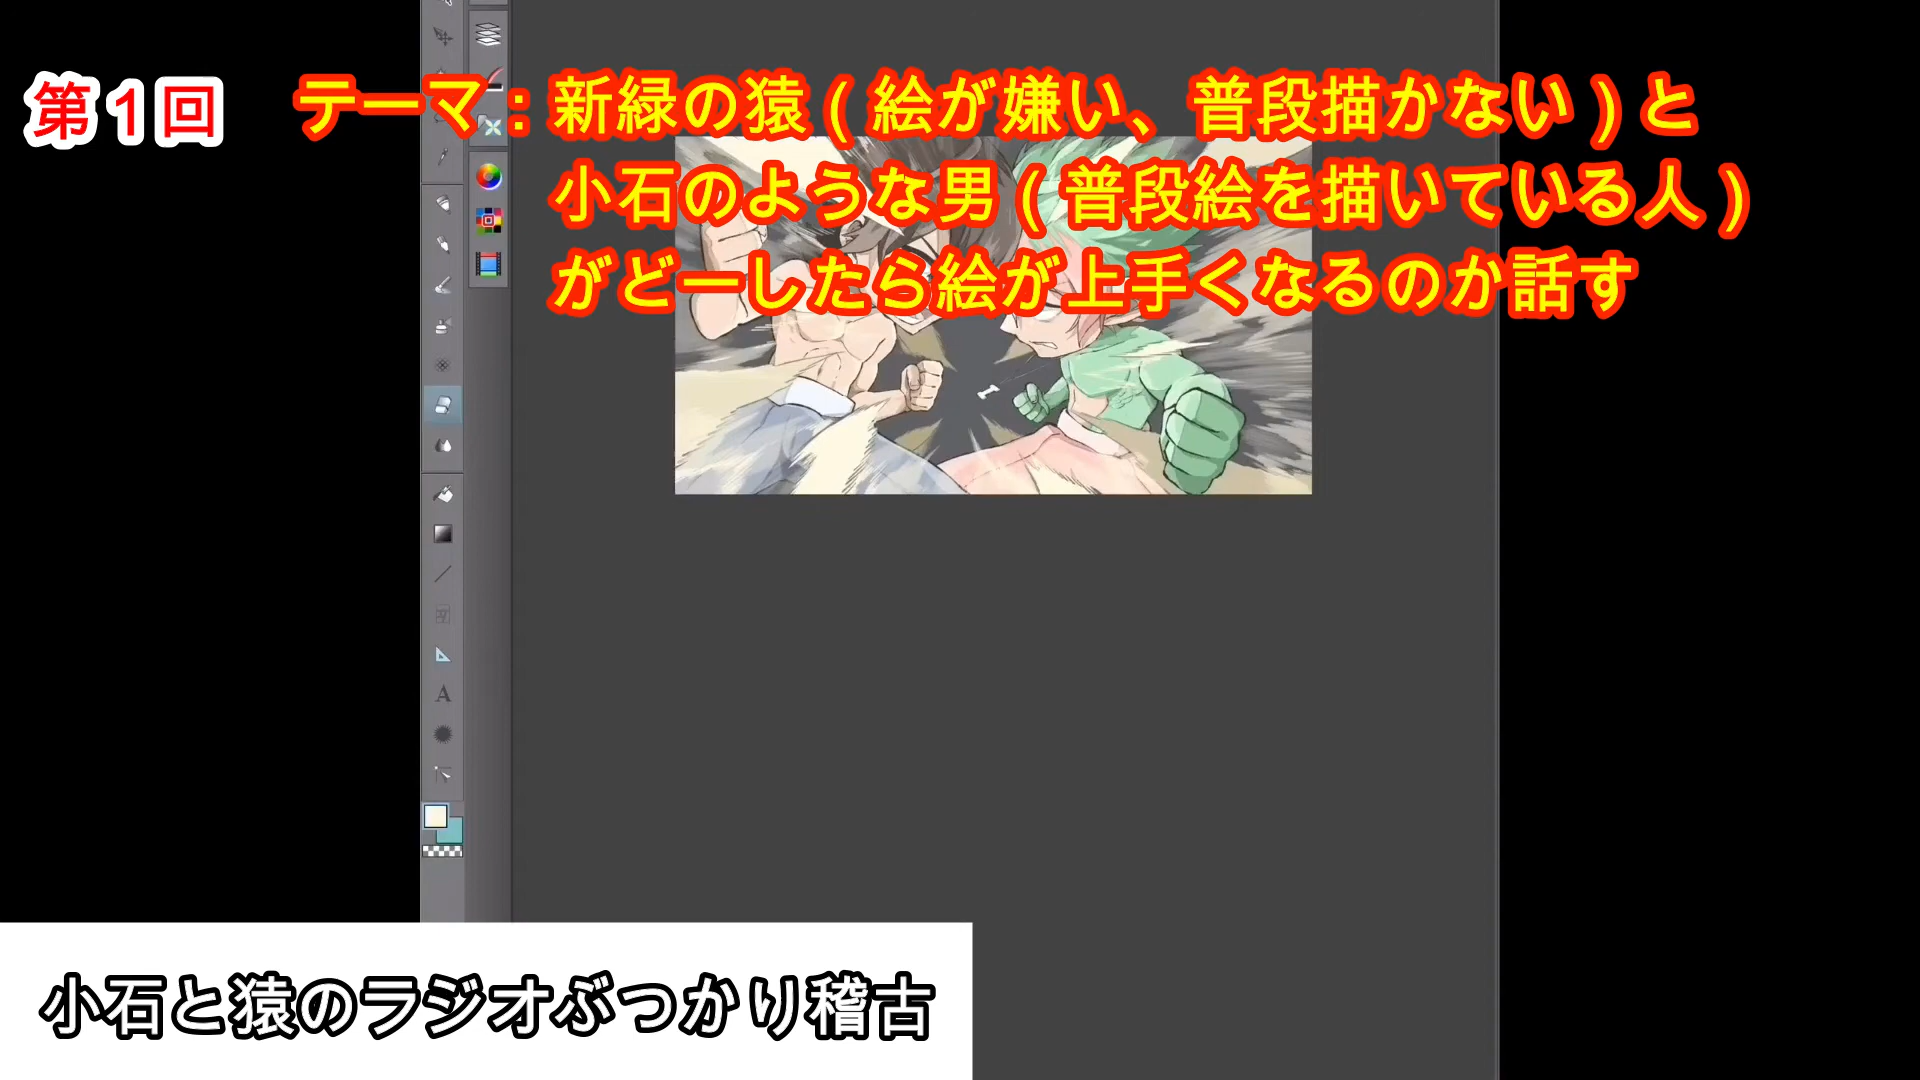 第1回 テーマ：新緑の猿(絵が嫌い、普段描かない)と
小石のような男(普段絵を描いている人)
がどーしたら絵が上手くなるのか話す
A
小石と猿のラジオぶつかり稽古